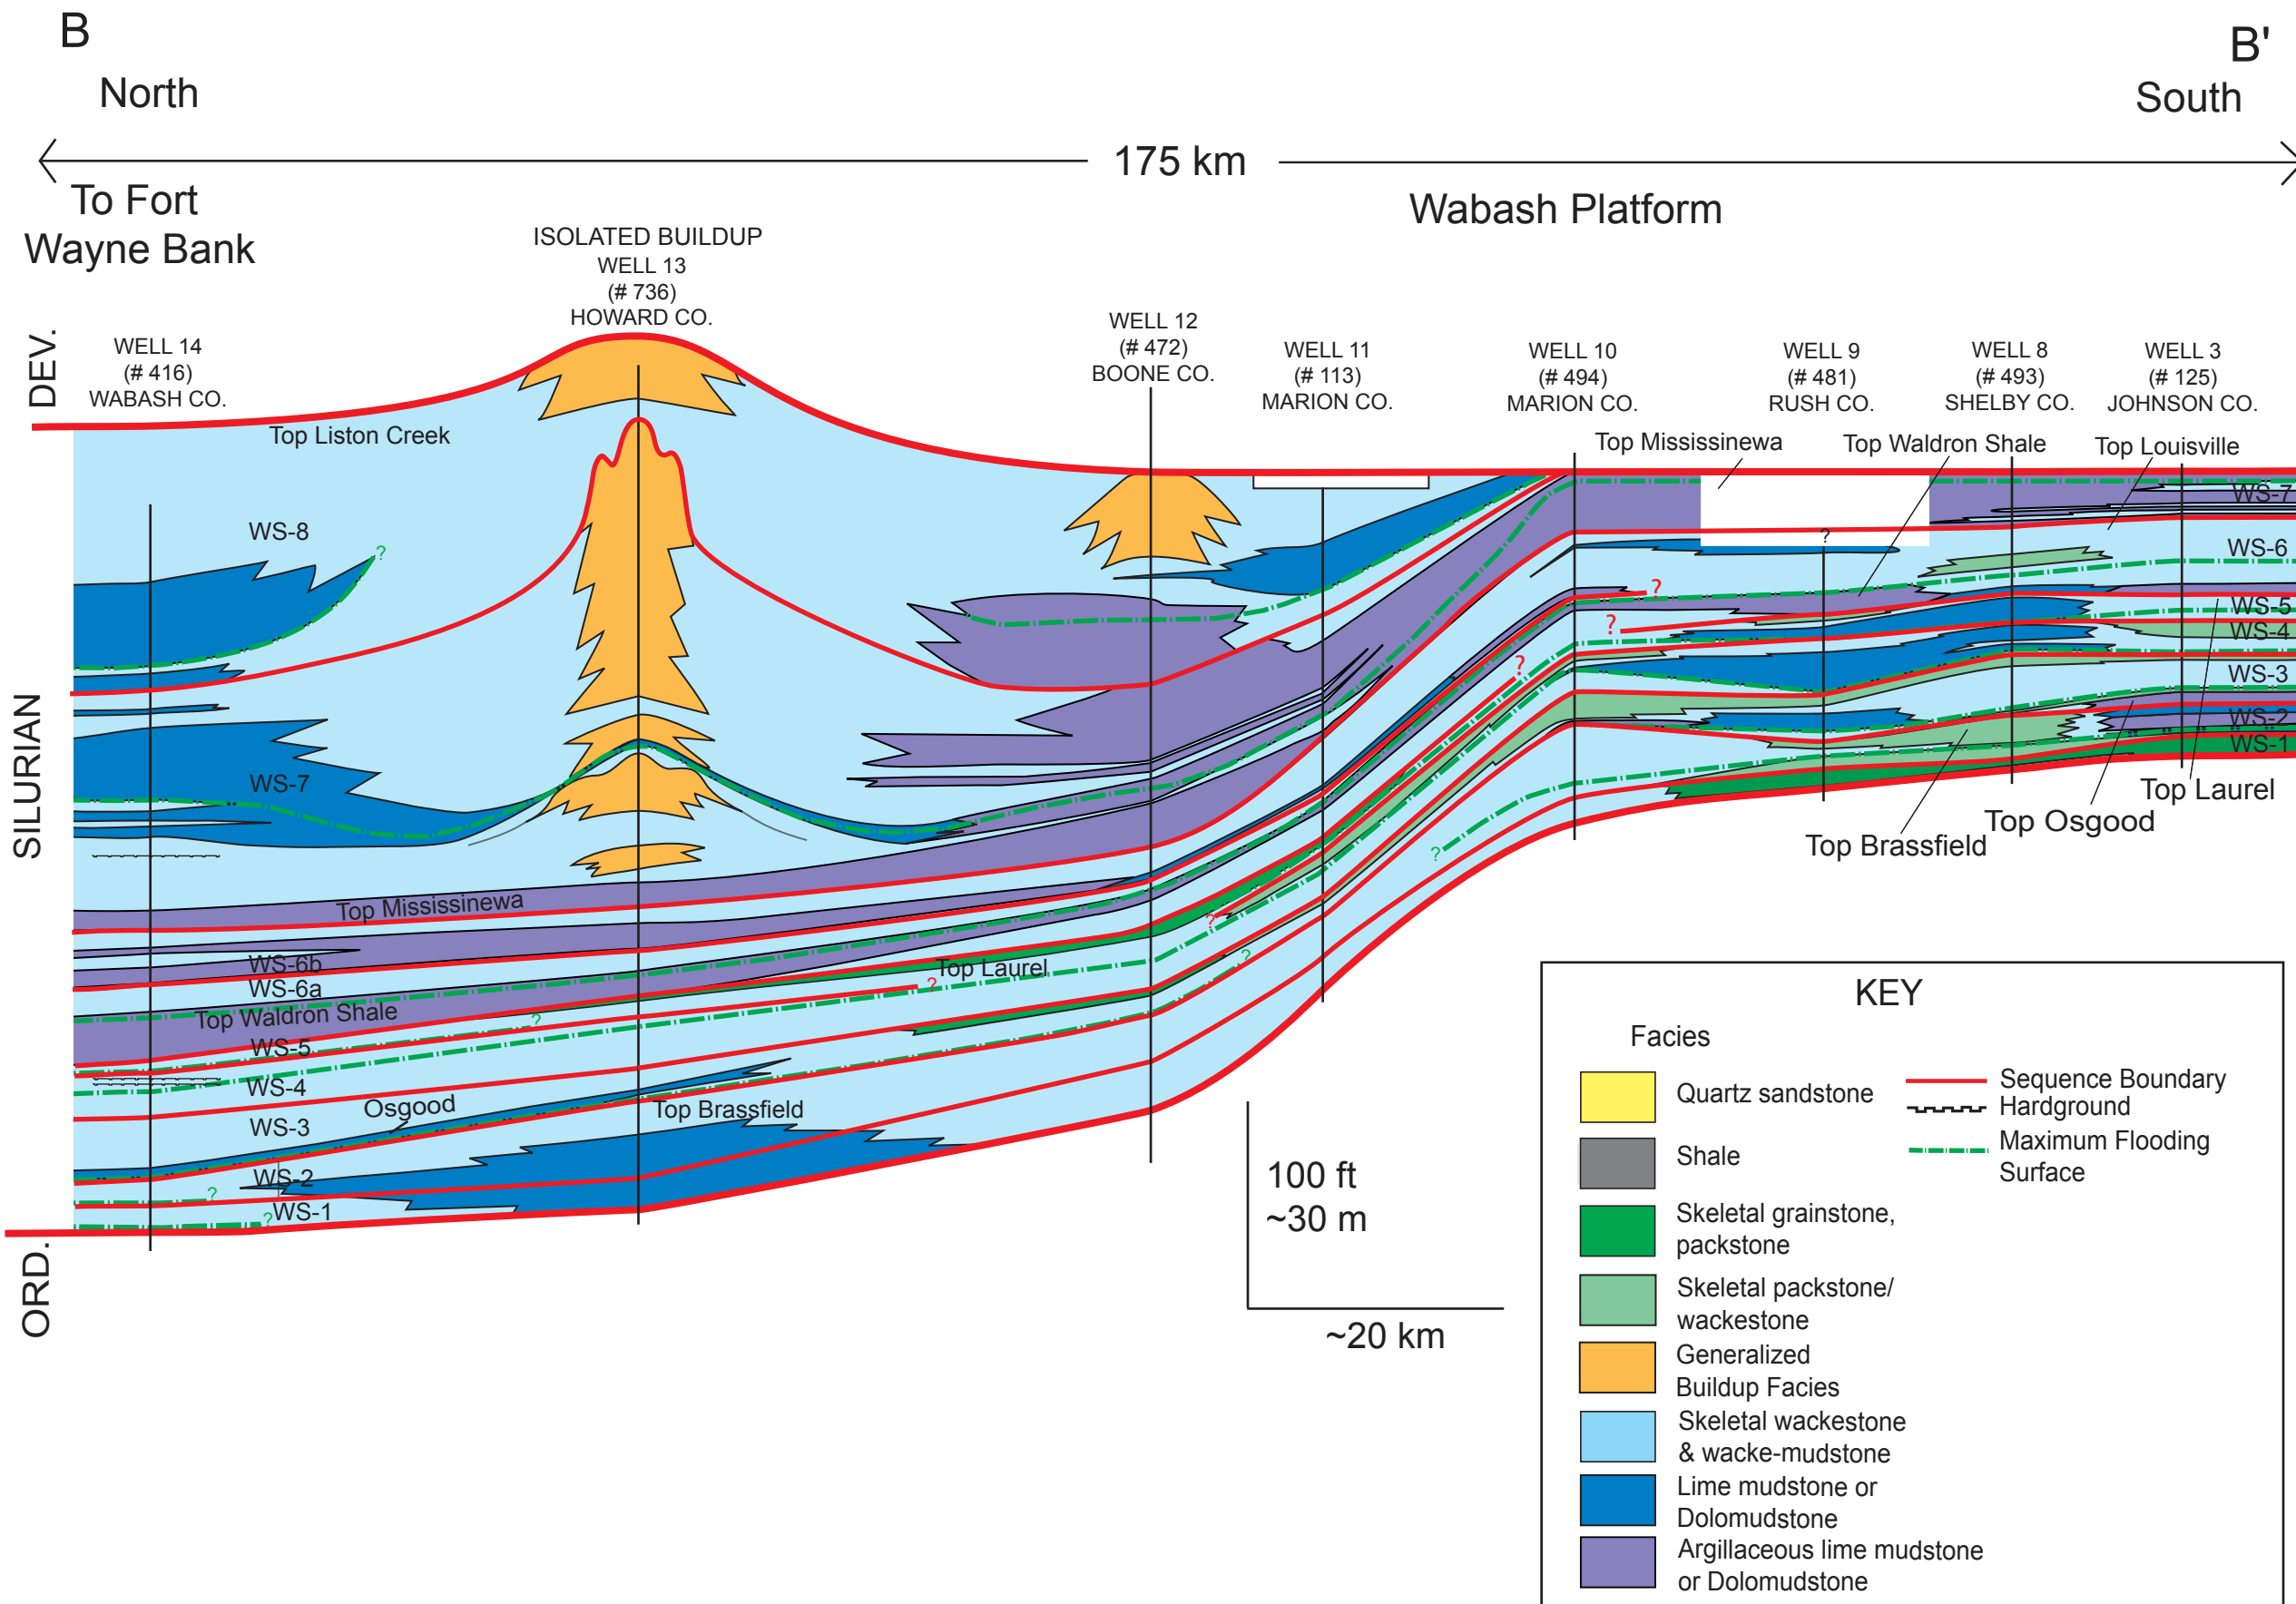 B
B'
North
South
175 km
To Fort
Wayne Bank
Wabash Platform
ISOLATED BUILDUP
WELL 13
(# 736)
HOWARD CO.
WELL 14
(# 416)
WABASH CO.
WELL 12
(# 472)
BOONE CO.
WELL 11
(# 113)
MARION CO.
WELL 10
(# 494)
MARION CO.
WELL 9
(# 481)
RUSH CO.
WELL 8
(# 493)
SHELBY CO.
WELL 3
(# 125)
JOHNSON CO.
DEV.
SILURIAN
ORD.
Top Liston Creek
Top Mississinewa
Top Waldron Shale
Top Louisville
WS-8
?
WS-7
Top Mississinewa
WS-6b
WS-6a
Top Waldron Shale
?
WS-5
WS-4
Osgood
WS-3
WS-2
?
WS-1
?
Top Laurel
?
Top Brassfield
?
?
?
?
?
?
?
WS-7
WS-6
WS-5
WS-4
WS-3
WS-2
WS-1
Top Laurel
Top Osgood
Top Brassfield
100 ft
~30 m
~20 km
KEY
Facies
Quartz sandstone
Shale
Skeletal grainstone,
packstone
Skeletal packstone/
wackestone
Generalized
Buildup Facies
Skeletal wackestone
& wacke-mudstone
Lime mudstone or
Dolomudstone
Argillaceous lime mudstone
or Dolomudstone
Sequence Boundary
Hardground
Maximum Flooding
Surface